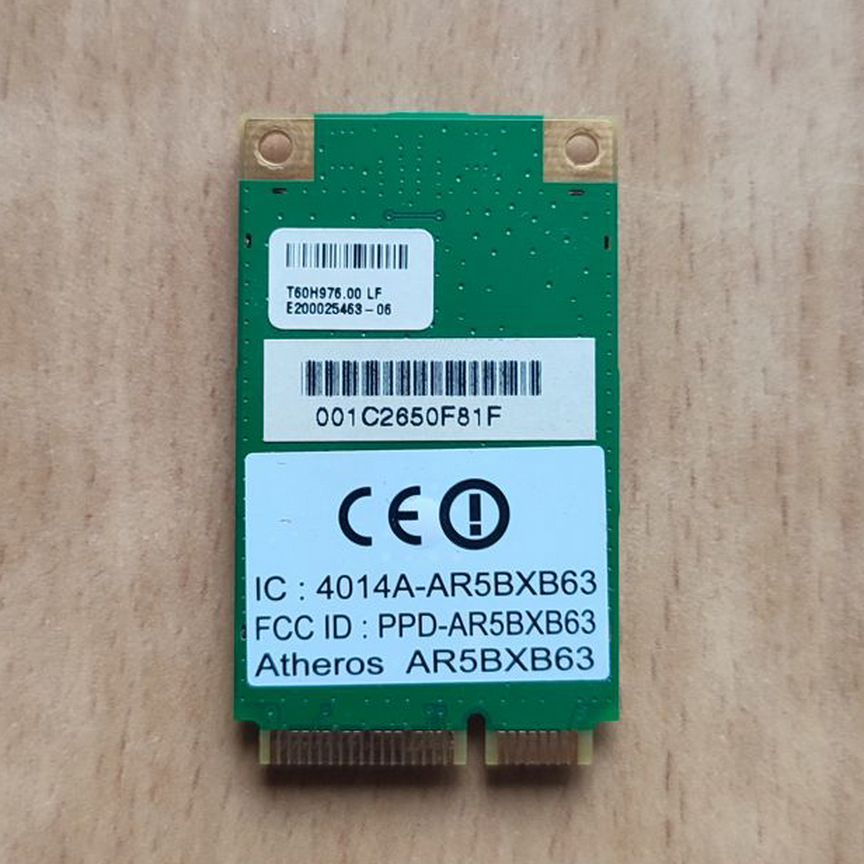 T60H976.00 LF
E200025463-06
001C2650F81F
CE
IC : 4014A-AR5BXB63
FCC ID : PPD-AR5BXB63
Atheros AR5BXB63